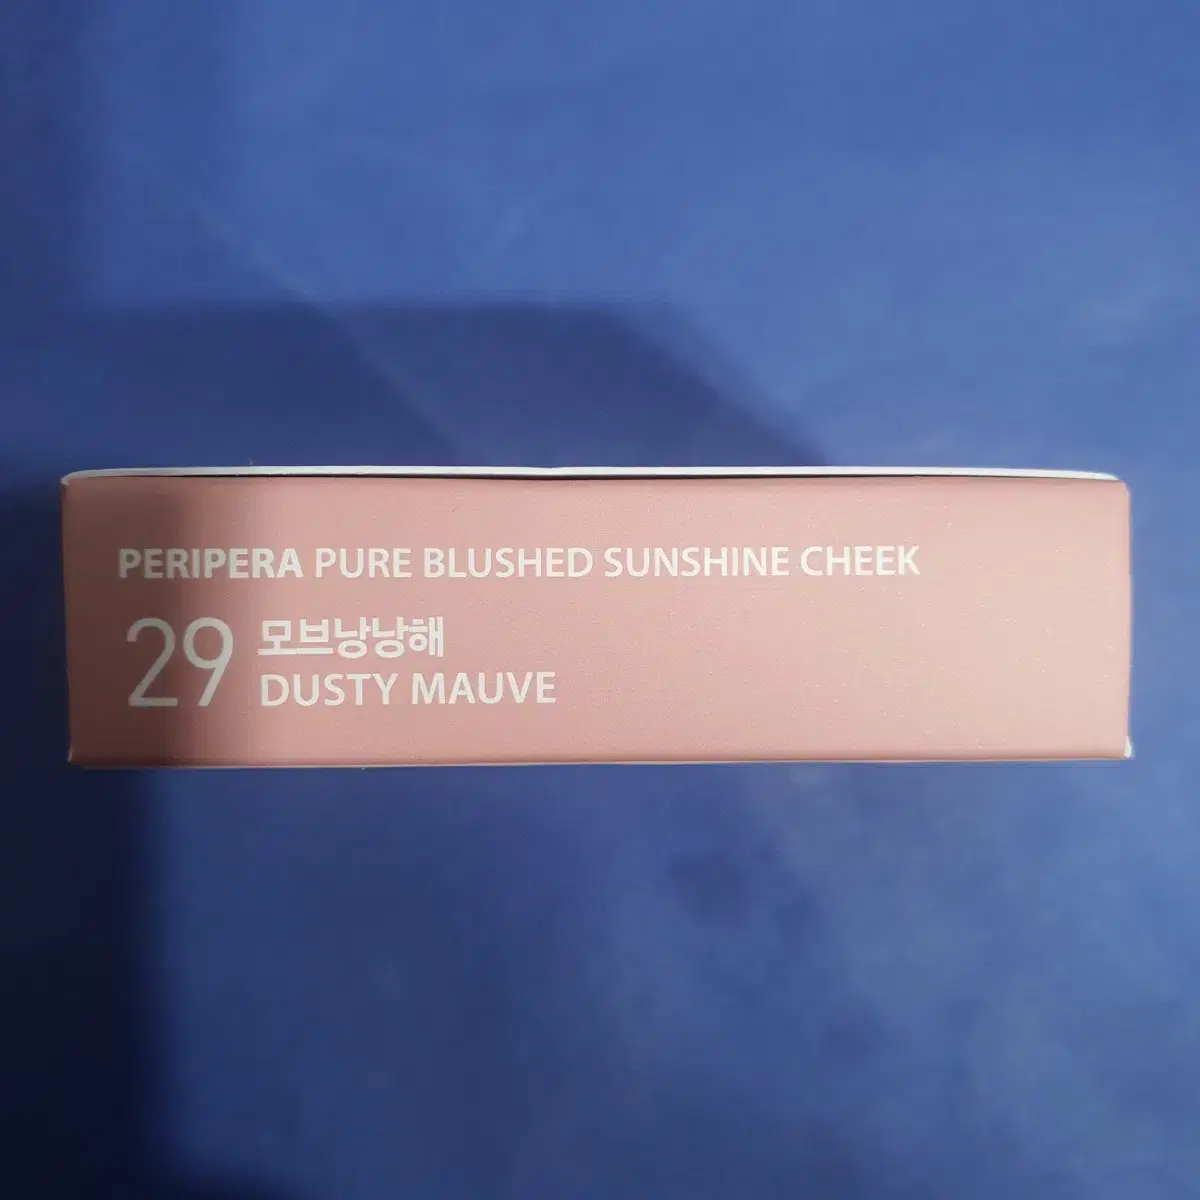 PERIPERA PURE BLUSHED SUNSHINE CHEEK
29 모브낭낭해
DUSTY MAUVE